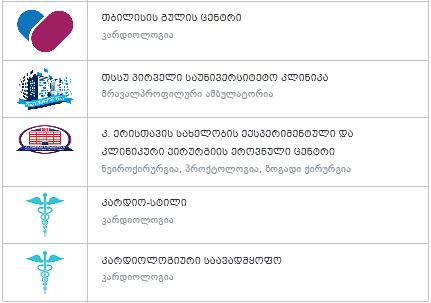 თბილისის გულის ცენტრი
კარდიოლოგია
თსსუ პირველი საუნივერსიტეტო კლინიკა
მრავალპროფილური ამბულატორია
კ. ერისთავის სახელობის ექსპერიმენტული და
კლინიკური ქირურგიის ეროვნული ცენტრი
ნეიროქირურგია, პროქტოლოგია, ზოგადი ქირურგია
კარდიო-სტილი
კარდიოლოგია
კარდიოლოგიური საავადმყოფო
კარდიოლოგია